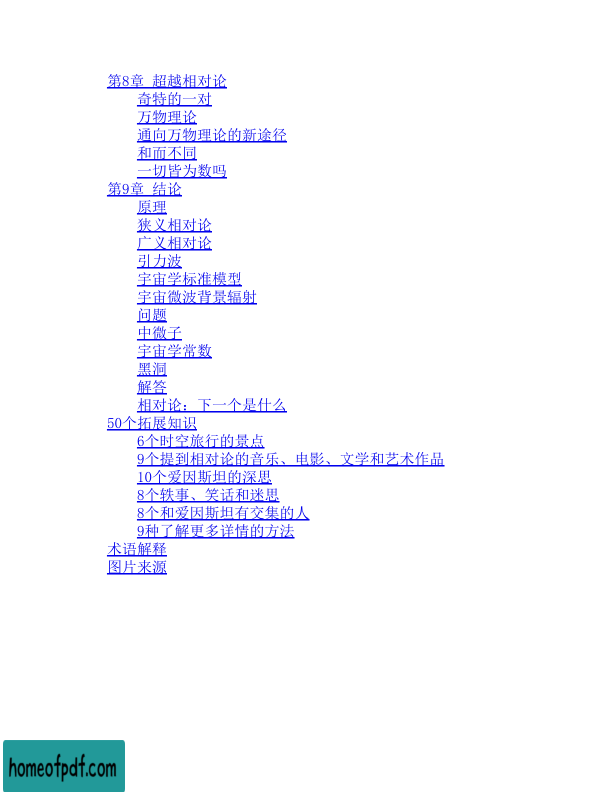 第8章 超越相对论
奇特的一对
万物理论
通向万物理论的新途径
和而不同
一切皆为数吗
第9章 结论
原理
狭义相对论
广义相对论
引力波
宇宙学标准模型
宇宙微波背景辐射
问题
中微子
宇宙学常数
黑洞
解答
相对论：下一个是什么
50个拓展知识
6个时空旅行的景点
9个提到相对论的音乐、电影、文学和艺术作品
10个爱因斯坦的深思
8个轶事、笑话和迷思
8个和爱因斯坦有交集的人
9种了解更多详情的方法
术语解释
图片来源
homeofpdf.com